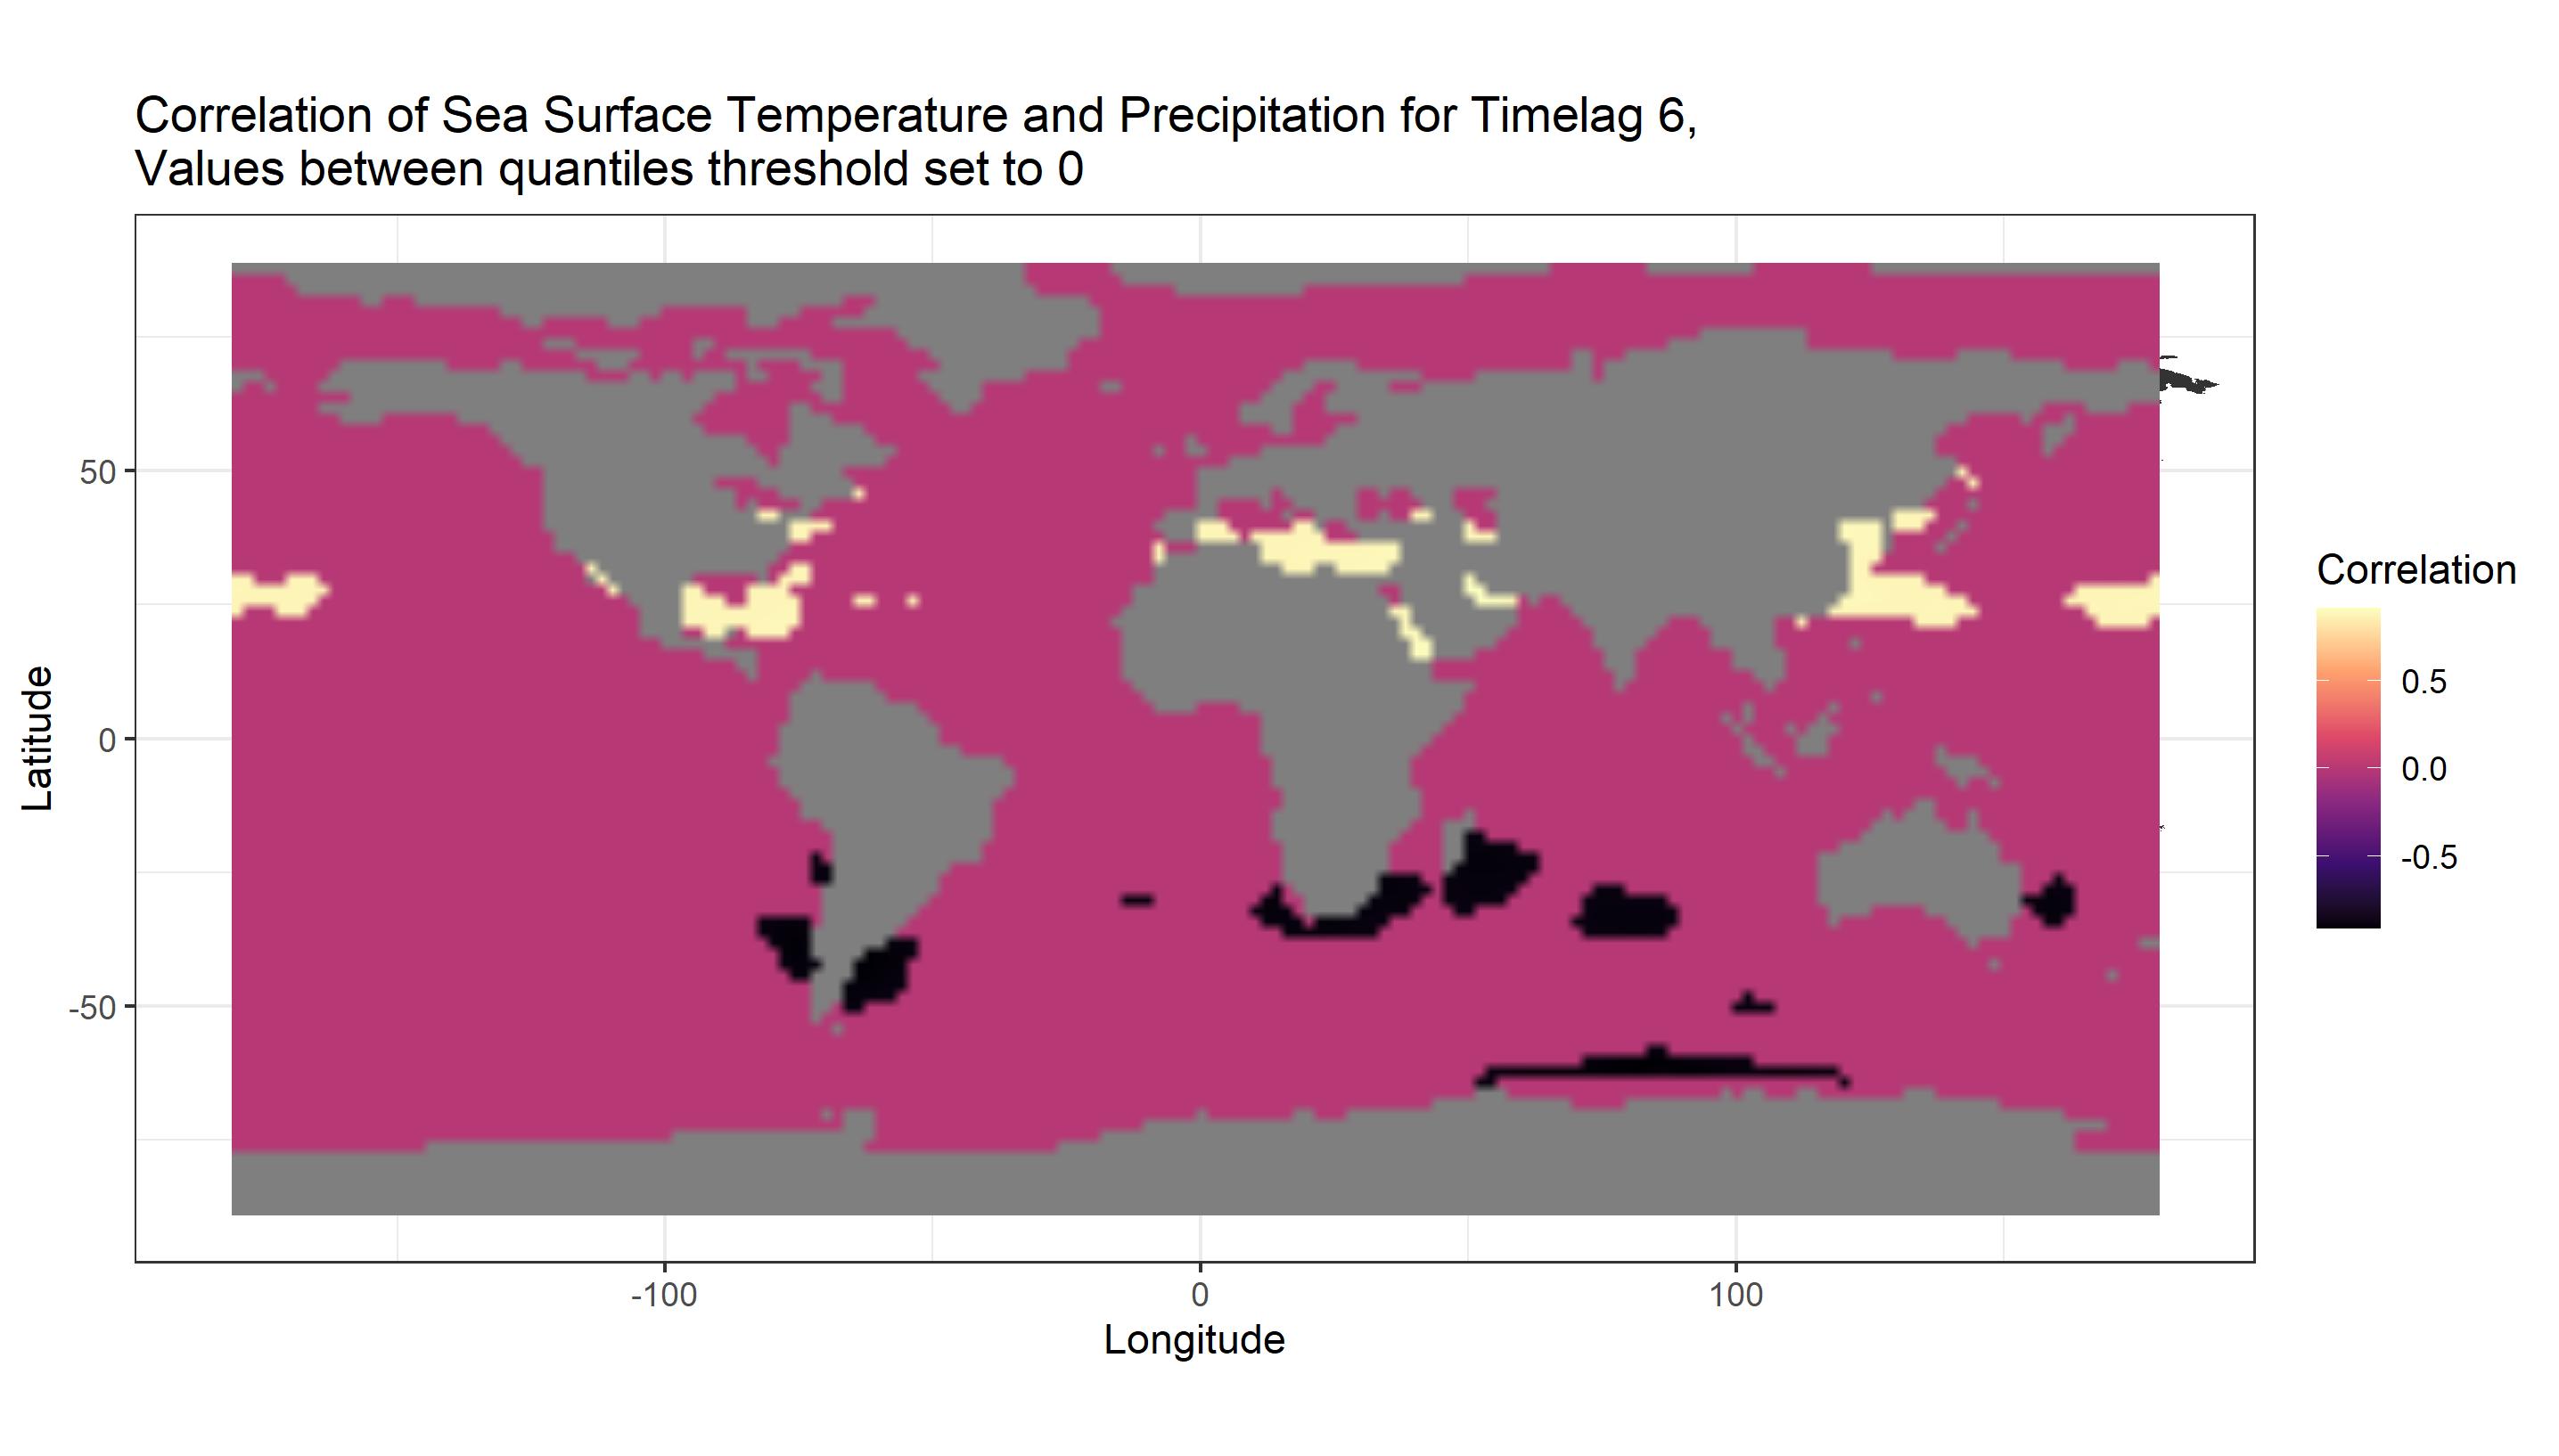 Correlation of Sea Surface Temperature and Precipitation for Timelag 6,
Values between quantiles threshold set to 0
Latitude
50
0
-50
-100
0
100
Longitude
Correlation
0.5
0.0
-0.5